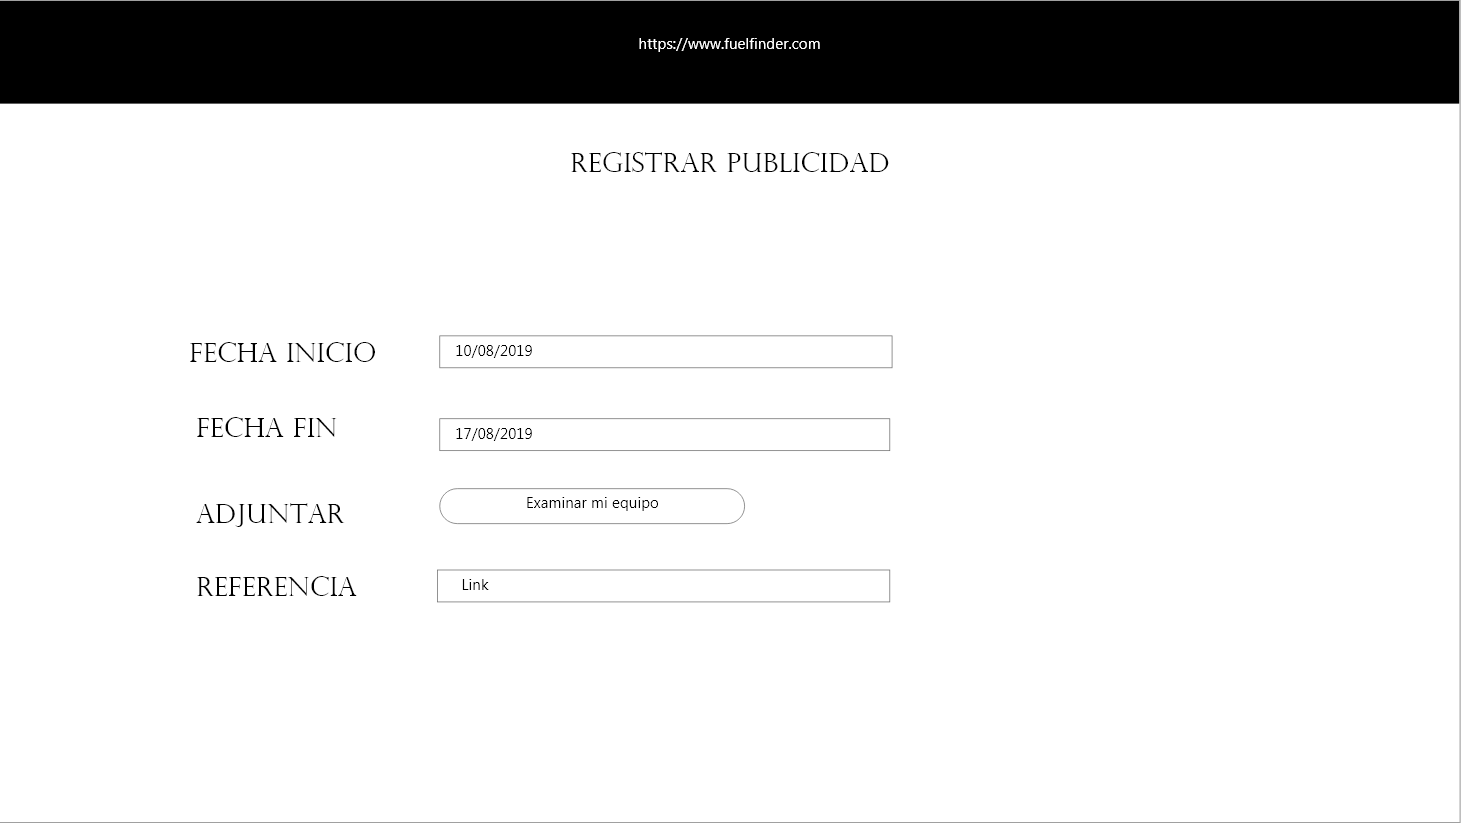 https://www.fuelfinder.com
REGISTRAR PUBLICIDAD
FECHA INICIO
10/08/2019
FECHA FIN
17/08/2019
ADJUNTAR
Examinar mi equipo
REFERENCIA
Link